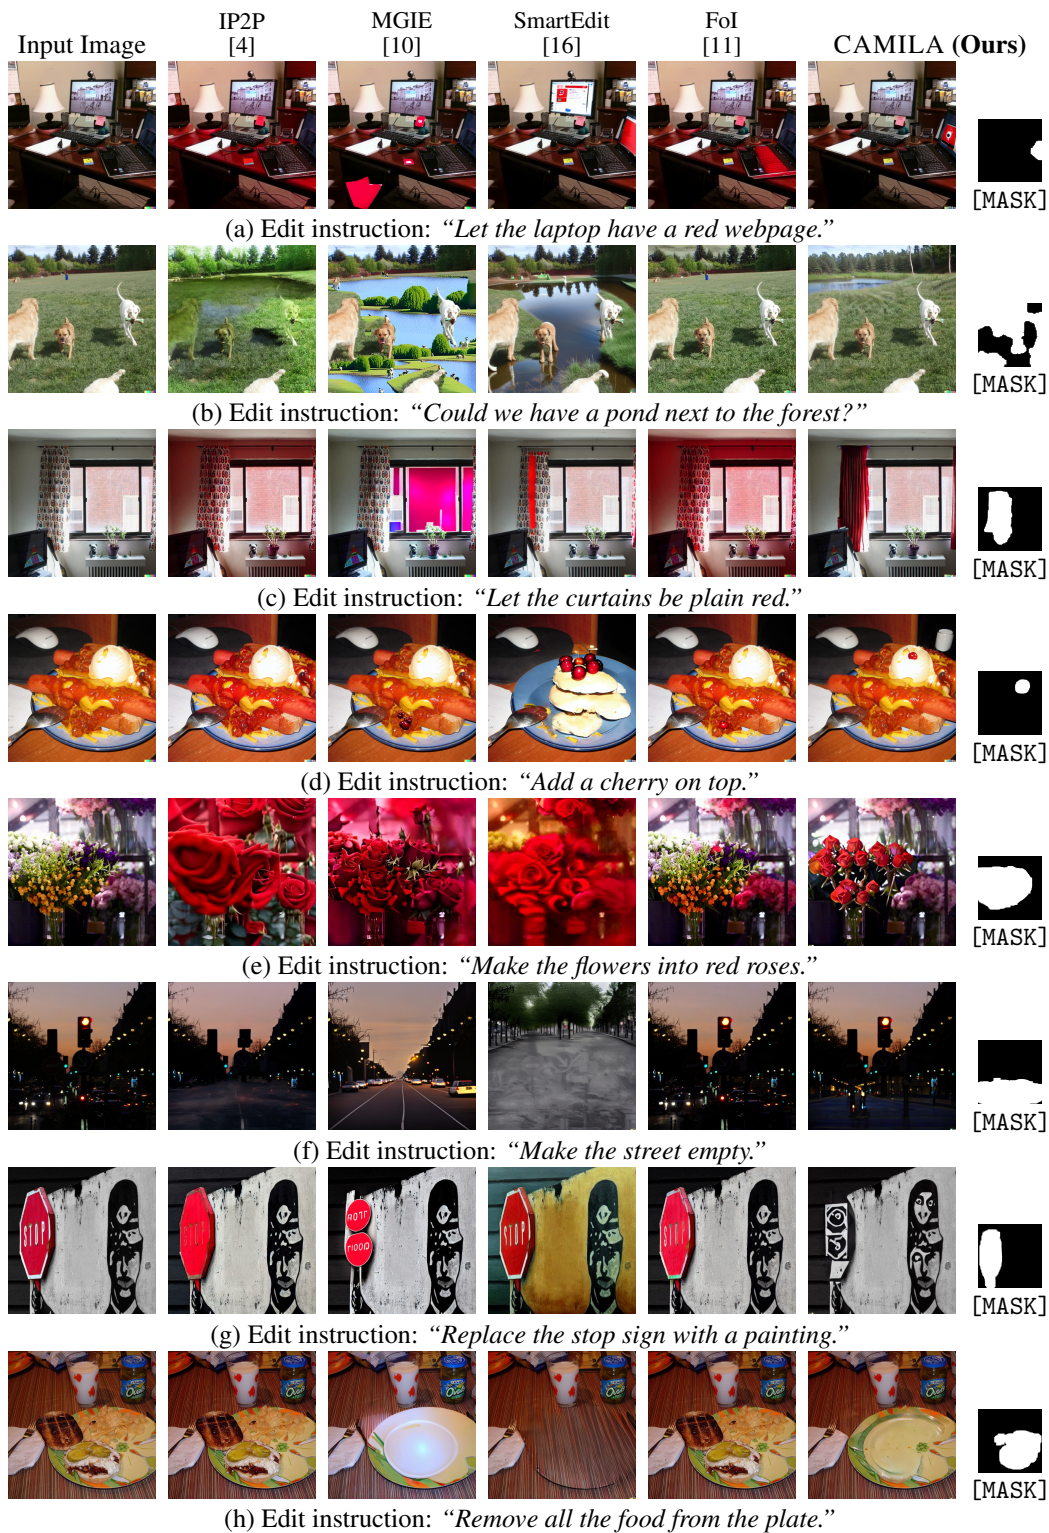 Input Image IP2P [4] MGIE [10] SmartEdit [16] FoI [11] CAMILA (Ours)
[MASK]
(a) Edit instruction: “Let the laptop have a red webpage.”
[MASK]
(b) Edit instruction: “Could we have a pond next to the forest?”
[MASK]
(c) Edit instruction: “Let the curtains be plain red.”
[MASK]
(d) Edit instruction: “Add a cherry on top.”
[MASK]
(e) Edit instruction: “Make the flowers into red roses.”
[MASK]
(f) Edit instruction: “Make the street empty.”
STOP STOP STOP STOP
[MASK]
(g) Edit instruction: “Replace the stop sign with a painting.”
[MASK]
(h) Edit instruction: “Remove all the food from the plate.”